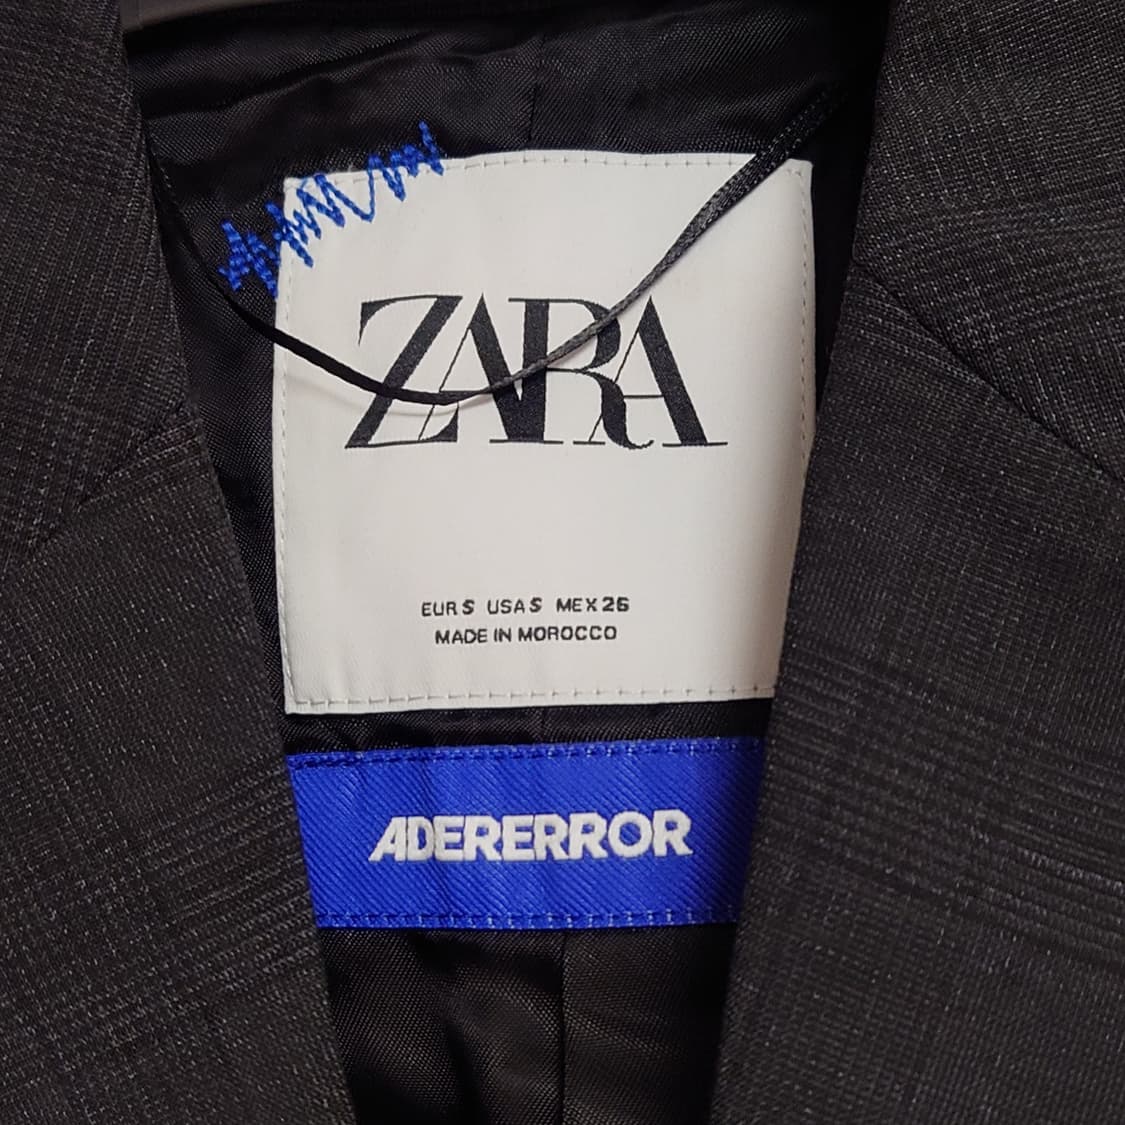 ZARA
EUR S USA S MEX 26
MADE IN MOROCCO
ADERERROR